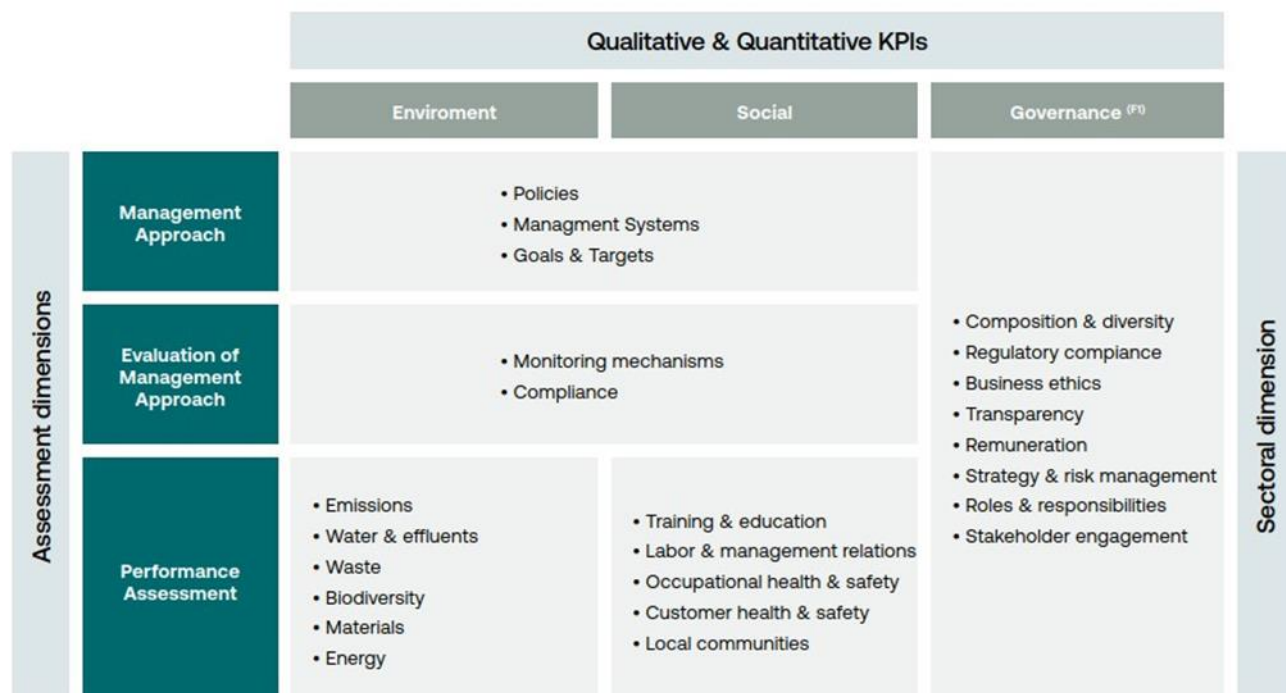 Qualitative & Quantitative KPIs
Enviroment
Social
Governance (F1)
Assessment dimensions
Management
Approach
• Policies
• Managment Systems
• Goals & Targets
Evaluation of
Management
Approach
• Monitoring mechanisms
• Compliance
Performance
Assessment
• Emissions
• Water & effluents
• Waste
• Biodiversity
• Materials
• Energy
• Training & education
• Labor & management relations
• Occupational health & safety
• Customer health & safety
• Local communities
• Composition & diversity
• Regulatory compliance
• Business ethics
• Transparency
• Remuneration
• Strategy & risk management
• Roles & responsibilities
• Stakeholder engagement
Sectoral dimension